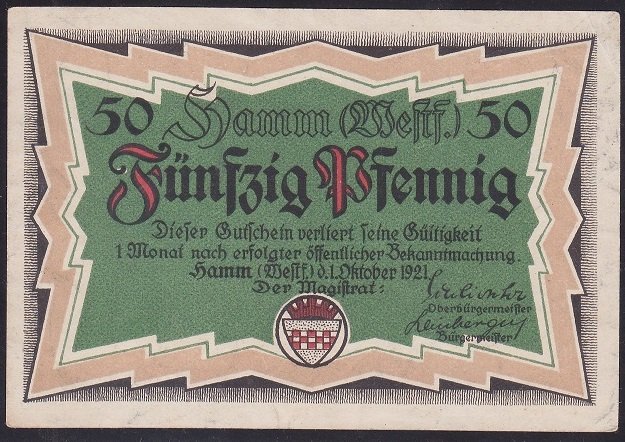 50 Hamm (Westf.) 50
Fünfzig Pfennig
Dieser Gutschein verliert seine Gültigkeit
1 Monat nach erfolgter öffentlicher Bekanntmachung.
Hamm (Westf.) d. 1. Oktober 1921.
Der Magistrat:
Oberbürgermeister
Bürgermeister